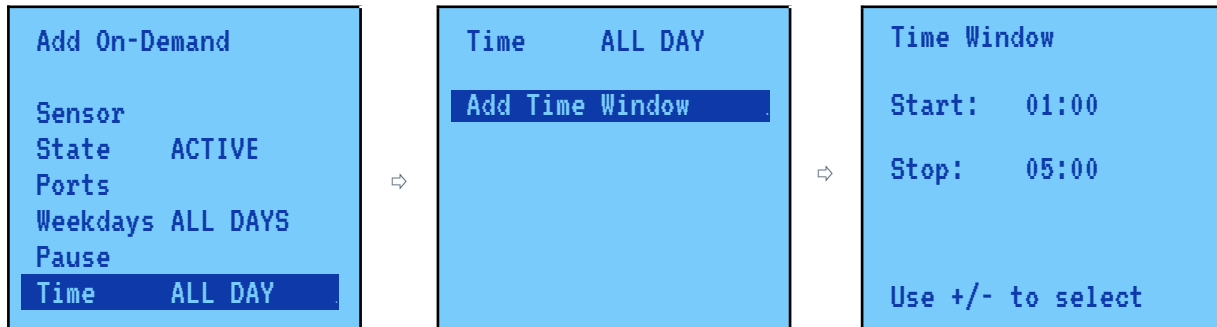 Add On-Demand
Sensor
State ACTIVE
Ports
Weekdays ALL DAYS
Pause
Time ALL DAY
Time ALL DAY
Add Time Window
Time Window
Start: 01:00
Stop: 05:00
Use +/- to select